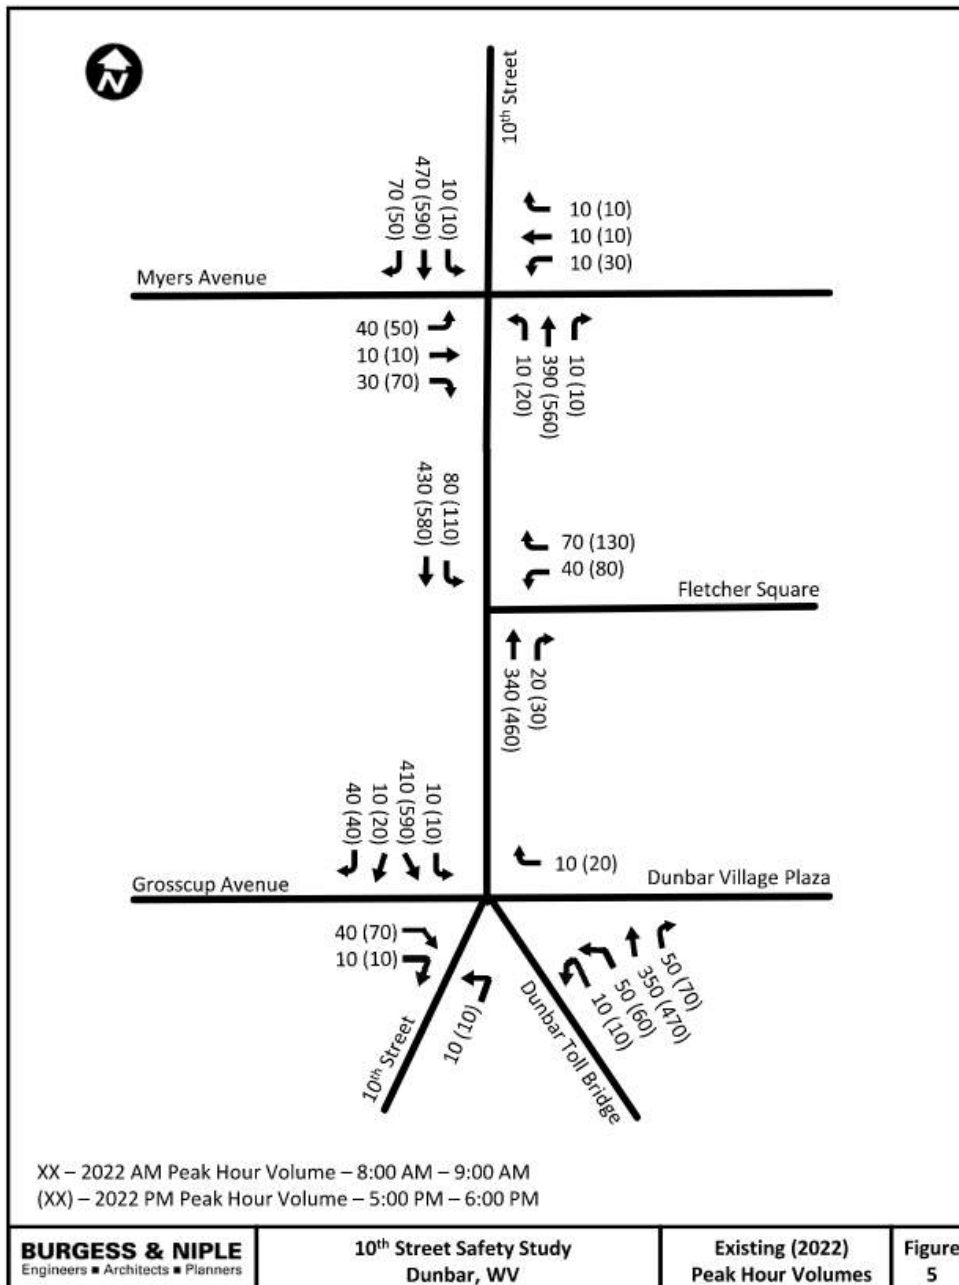 N
10th Street
70 (50)
470 (590)
10 (10)
10 (10)
10 (10)
10 (30)
Myers Avenue
40 (50)
10 (10)
30 (70)
10 (20)
390 (560)
10 (10)
430 (580)
80 (110)
70 (130)
40 (80)
Fletcher Square
340 (460)
20 (30)
40 (40)
10 (20)
410 (590)
10 (10)
10 (20)
Grosscup Avenue
Dunbar Village Plaza
40 (70)
10 (10)
10 (10)
10 (10)
50 (60)
350 (470)
50 (70)
10th Street
Dunbar Toll Bridge
XX – 2022 AM Peak Hour Volume – 8:00 AM – 9:00 AM
(XX) – 2022 PM Peak Hour Volume – 5:00 PM – 6:00 PM
BURGESS & NIPLE
Engineers ■ Architects ■ Planners
10th Street Safety Study
Dunbar, WV
Existing (2022)
Peak Hour Volumes
Figure
5